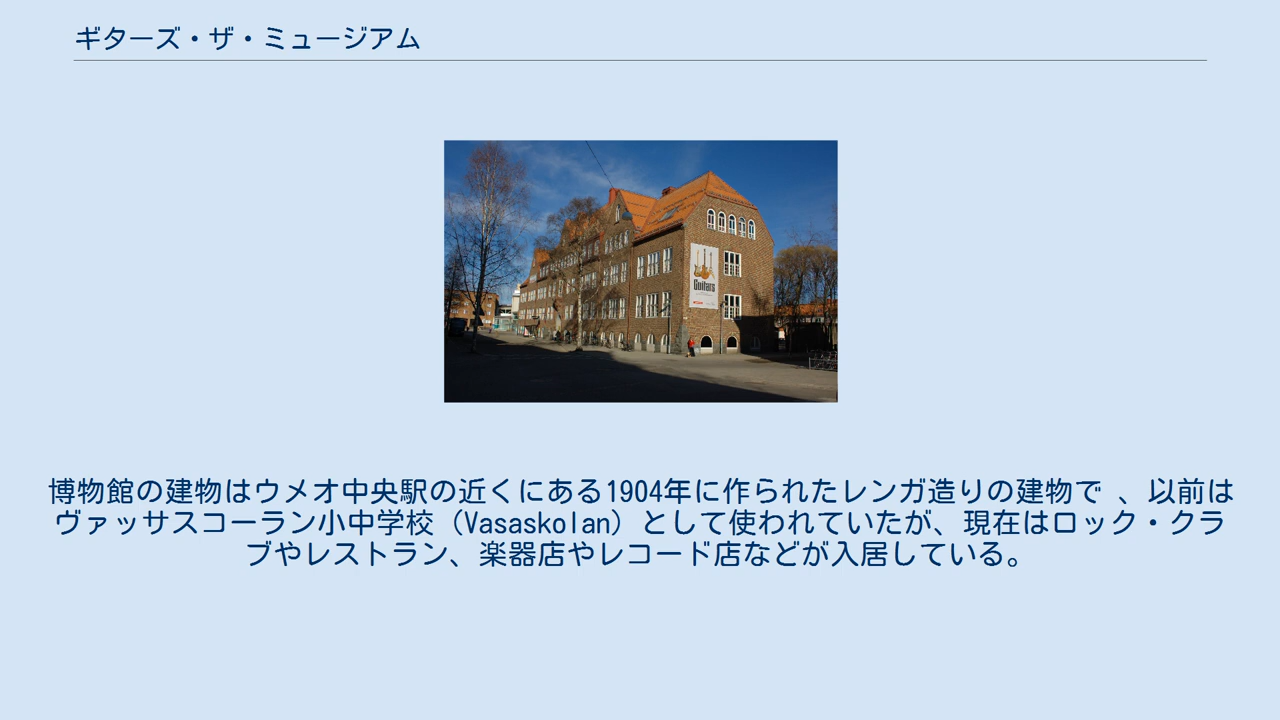 ギターズ・ザ・ミュージアム
Guitars
博物館の建物はウメオ中央駅の近くにある1904年に作られたレンガ造りの建物で 、以前は
ヴァッサスコーラン小中学校（Vasaskolan）として使われていたが、現在はロック・クラ
ブやレストラン、楽器店やレコード店などが入居している。